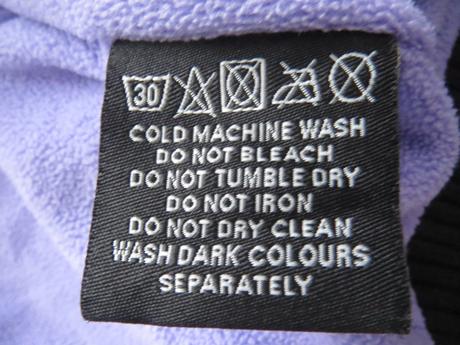 30
COLD MACHINE WASH
DO NOT BLEACH
DO NOT TUMBLE DRY
DO NOT IRON
DO NOT DRY CLEAN
WASH DARK COLOURS
SEPARATELY